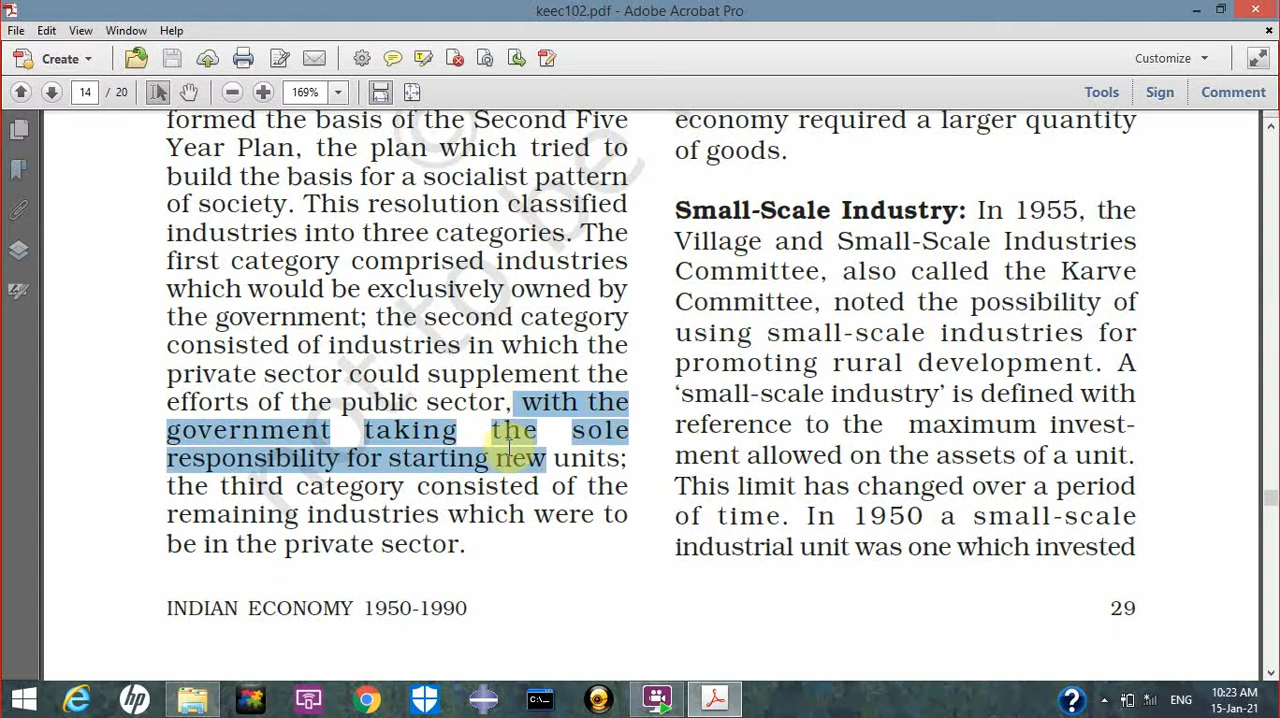 keec102.pdf - Adobe Acrobat Pro
File Edit View Window Help
Create
Customize
14 / 20
169%
Tools Sign Comment
formed the basis of the Second Five
Year Plan, the plan which tried to
build the basis for a socialist pattern
of society. This resolution classified
industries into three categories. The
first category comprised industries
which would be exclusively owned by
the government; the second category
consisted of industries in which the
private sector could supplement the
efforts of the public sector, with the
government taking the sole
responsibility for starting new units;
the third category consisted of the
remaining industries which were to
be in the private sector.
economy required a larger quantity
of goods.
Small-Scale Industry: In 1955, the
Village and Small-Scale Industries
Committee, also called the Karve
Committee, noted the possibility of
using small-scale industries for
promoting rural development. A
‘small-scale industry’ is defined with
reference to the maximum invest-
ment allowed on the assets of a unit.
This limit has changed over a period
of time. In 1950 a small-scale
industrial unit was one which invested
©
not to be
INDIAN ECONOMY 1950-1990
29
hp
C:\_
ENG
10:23 AM
15-Jan-21